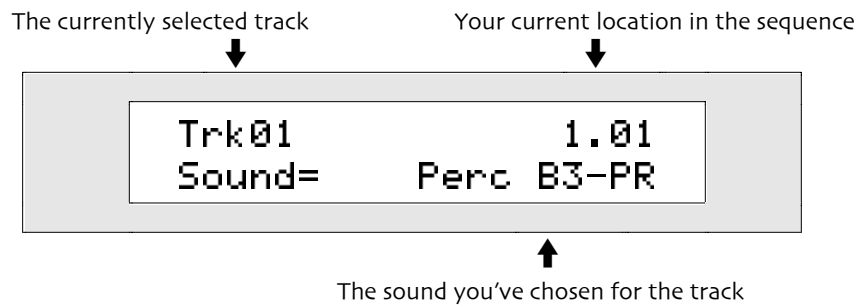 The currently selected track Your current location in the sequence
Trk01 1.01
Sound= Perc B3-PR
The sound you've chosen for the track